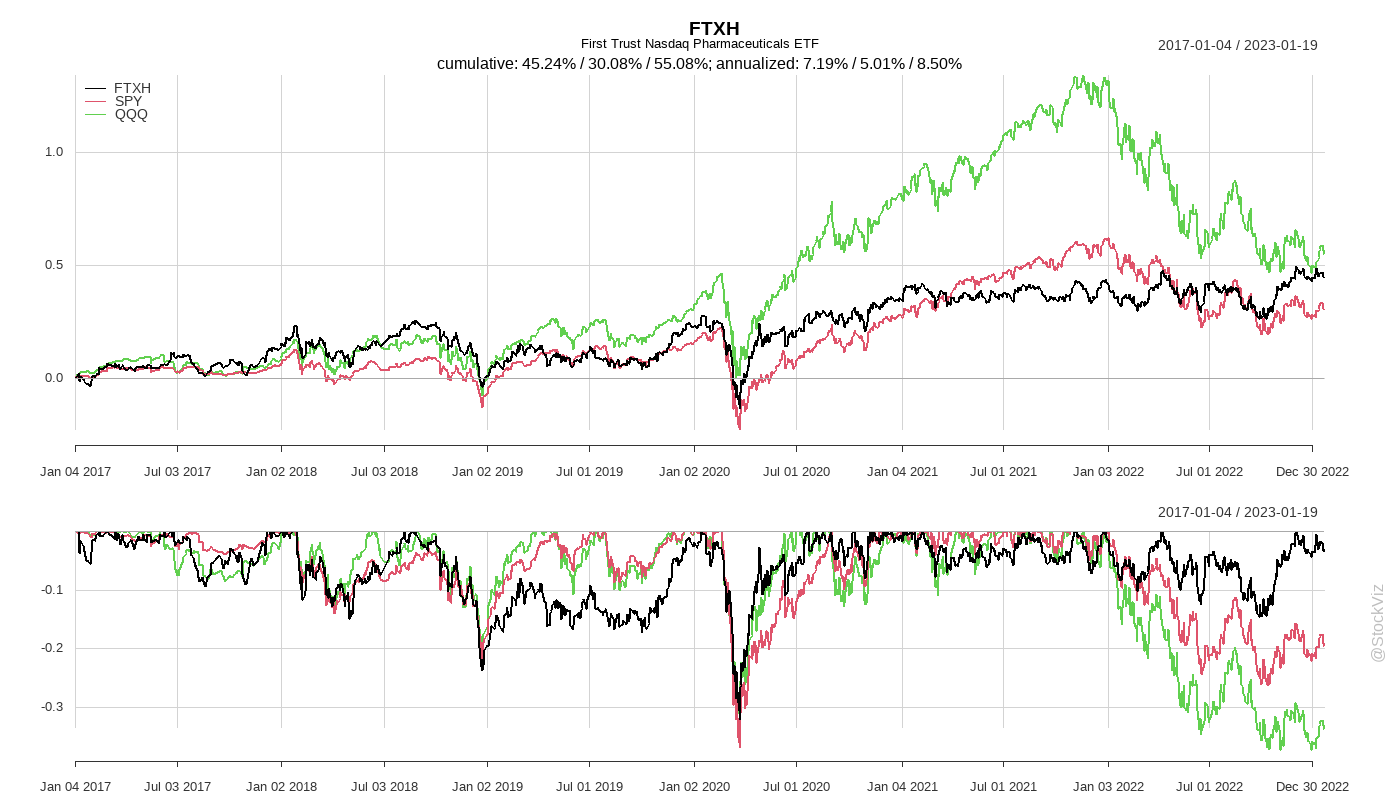 FTXH
First Trust Nasdaq Pharmaceuticals ETF
2017-01-04 / 2023-01-19
cumulative: 45.24% / 30.08% / 55.08%; annualized: 7.19% / 5.01% / 8.50%
FTXH
SPY
QQQ
1.0
0.5
0.0
Jan 04 2017 Jul 03 2017 Jan 02 2018 Jul 03 2018 Jan 02 2019 Jul 01 2019 Jan 02 2020 Jul 01 2020 Jan 04 2021 Jul 01 2021 Jan 03 2022 Jul 01 2022 Dec 30 2022
2017-01-04 / 2023-01-19
-0.1
-0.2
-0.3
@StockViz
Jan 04 2017 Jul 03 2017 Jan 02 2018 Jul 03 2018 Jan 02 2019 Jul 01 2019 Jan 02 2020 Jul 01 2020 Jan 04 2021 Jul 01 2021 Jan 03 2022 Jul 01 2022 Dec 30 2022